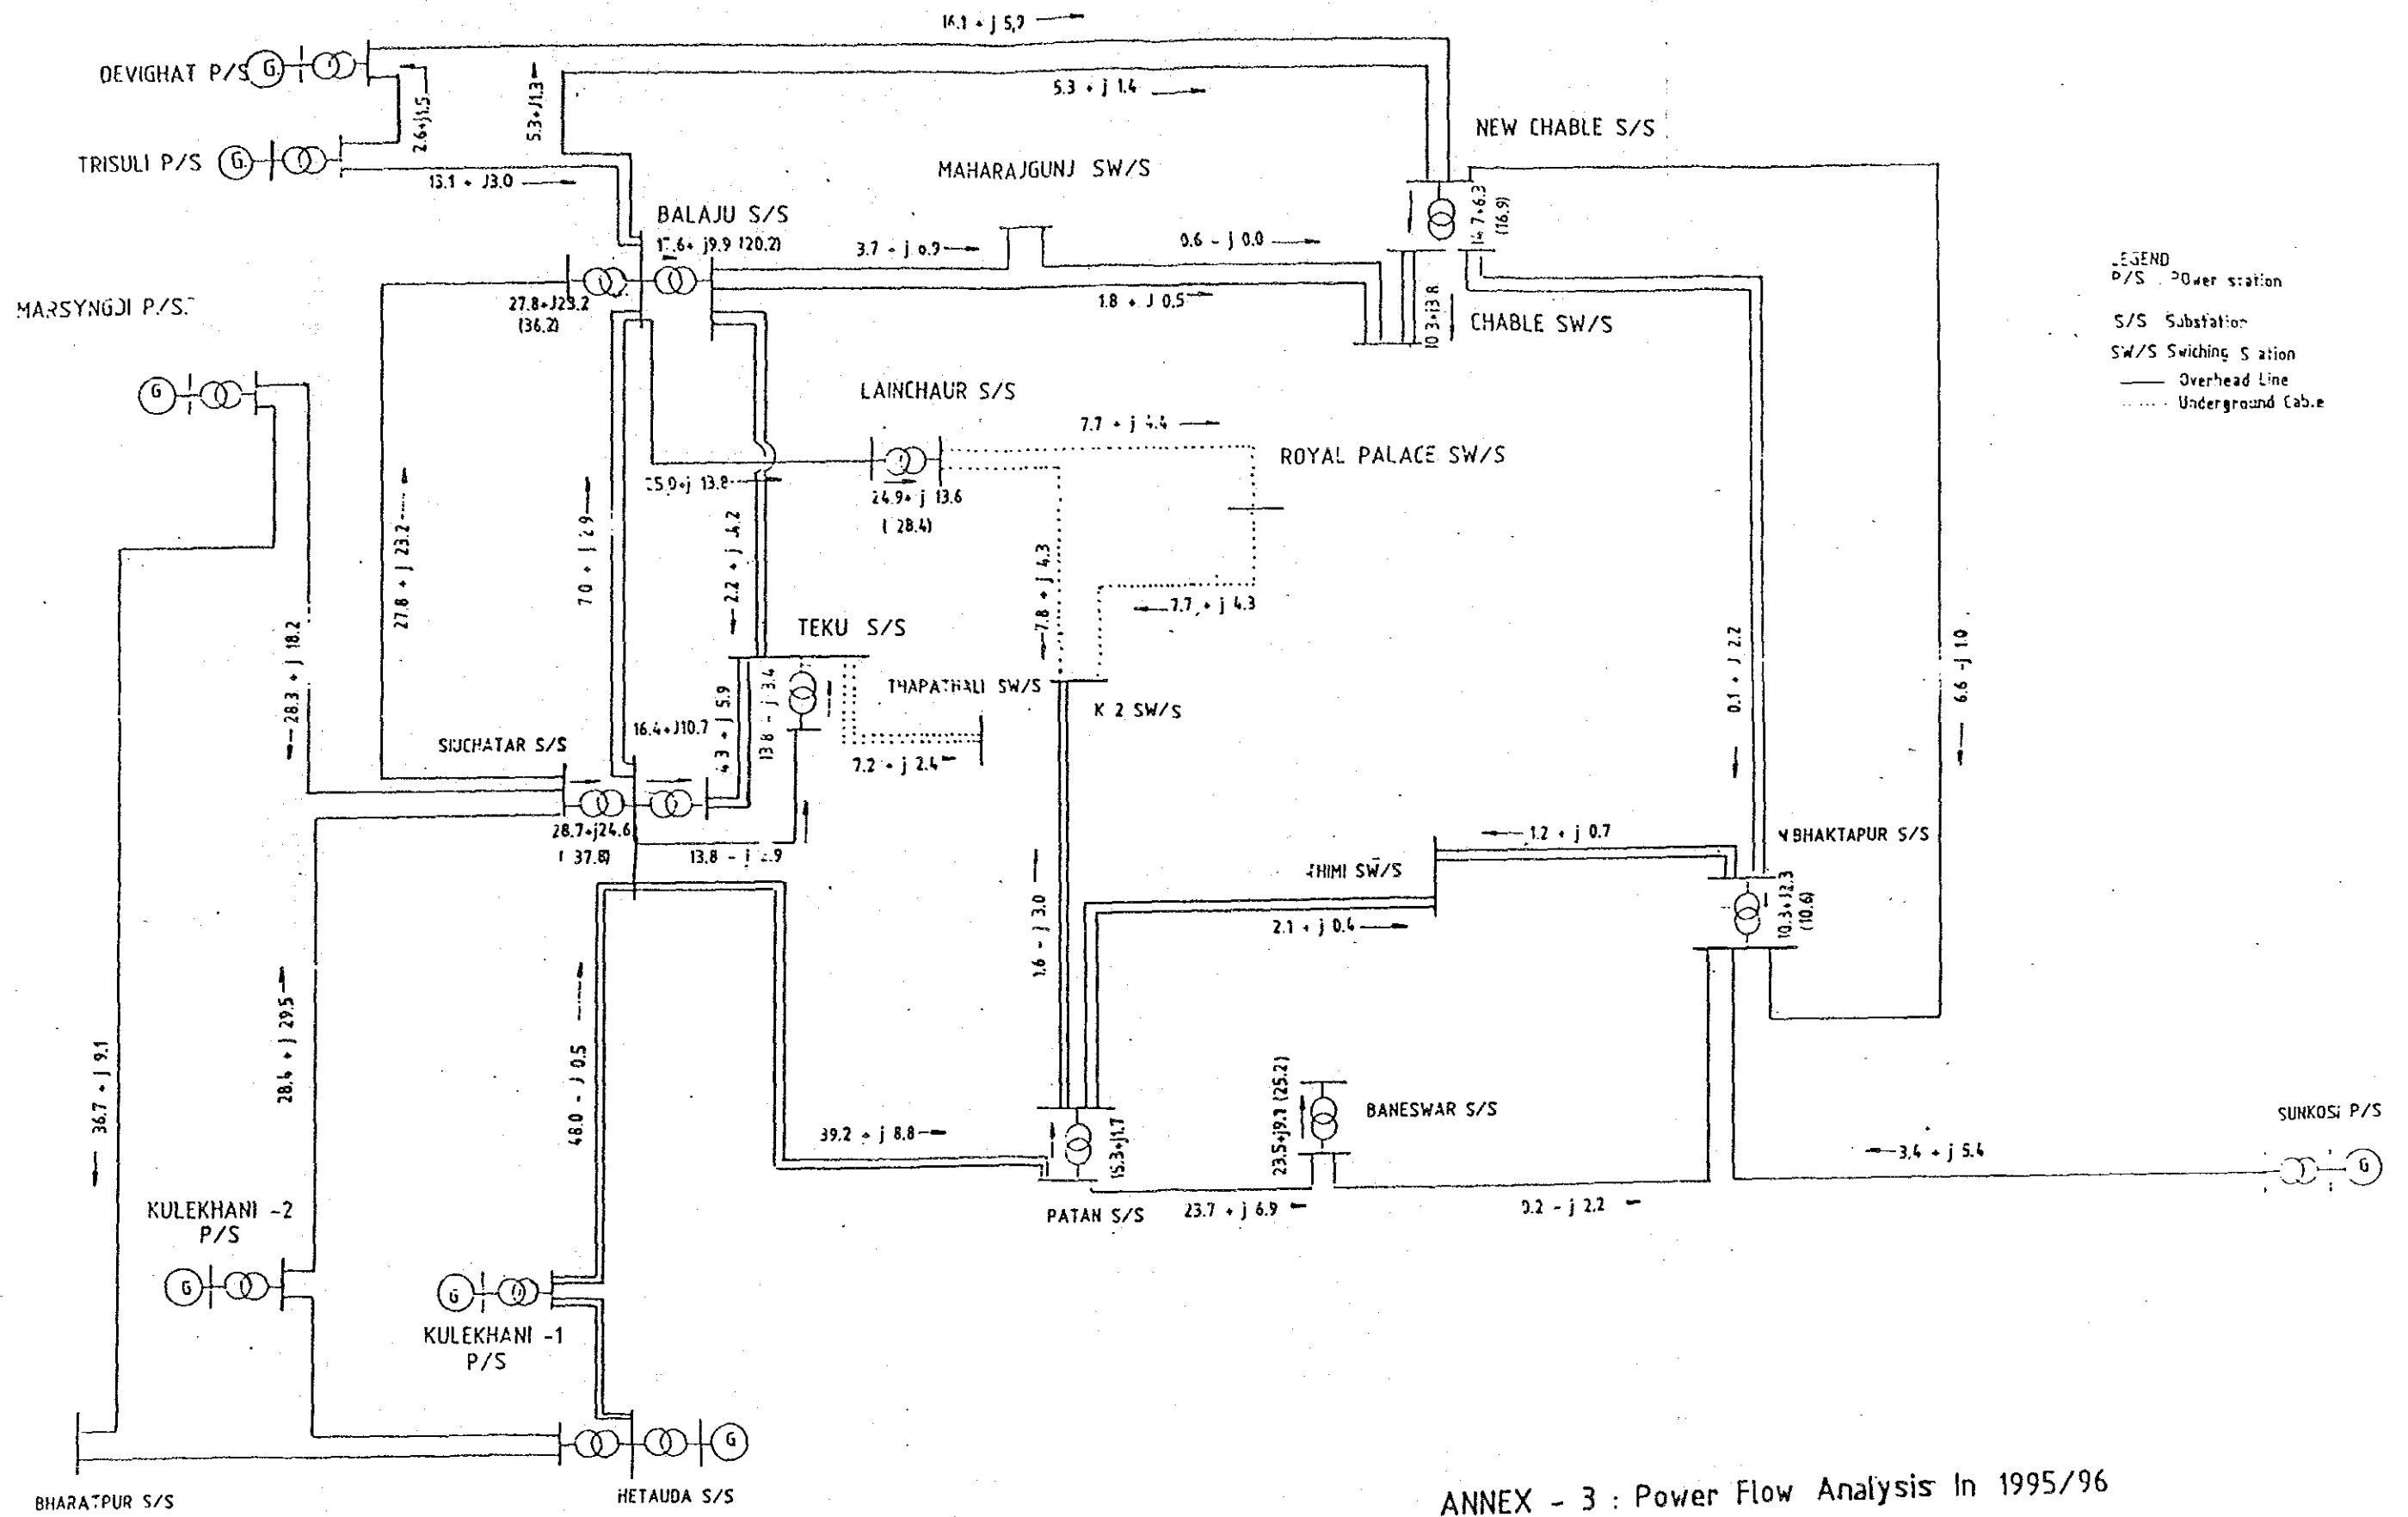 16.1 + j 5,9
DEVIGHAT P/S
G
5.3 + j 1.4
2.6+j1.5
5.3+J1.3
NEW CHABLE S/S
TRISULI P/S
G
13.1 + J3.0
MAHARAJGUNJ SW/S
14.7+6.3
(16.9)
BALAJU S/S
j9.9 (20.2)
3.7 - j 0.9
0.6 - j 0.0
LEGEND
P/S Power station
27.8+J23.2
(36.2)
1.8 + J 0.5
10.3+j3.8
CHABLE SW/S
S/S Substation
SW/S Swiching Station
Overhead Line
Underground Cable
MARSYNGDI P/S
G
LAINCHAUR S/S
7.7 + j 4.4
ROYAL PALACE SW/S
j 13.8
24.9+ j 13.6
( 28.4)
27.8 + j 23.2
7.0 + j 2.9
2.2 + j 4.2
7.8 + j 4.3
7.7 + j 4.3
28.3 + j 18.2
TEKU S/S
0.1 + J 2.2
6.6 - j 1.0
THAPATHALI SW/S
K 2 SW/S
16.4+J10.7
4.3 + j 5.9
13.8 - j 3.4
SIUCHATAR S/S
7.2 + j 2.4
28.7+j24.6
( 37.8)
13.8 - j
1.2 + j 0.7
BHAKTAPUR S/S
THIMI SW/S
10.3+J2.3
(10.6)
2.1 + j 0.4
1.6 - j 3.0
28.4 + j 29.5
48.0 - J 0.5
36.7 + j 9.1
39.2 + j 8.8
15.3+j1.7
(25.2)
BANESWAR S/S
SUNKOSI P/S
3.4 + j 5.4
G
KULEKHANI -2
P/S
PATAN S/S
23.7 + j 6.9
0.2 - j 2.2
G
G
KULEKHANI -1
P/S
G
BHARATPUR S/S
HETAUDA S/S
ANNEX - 3 : Power Flow Analysis In 1995/96